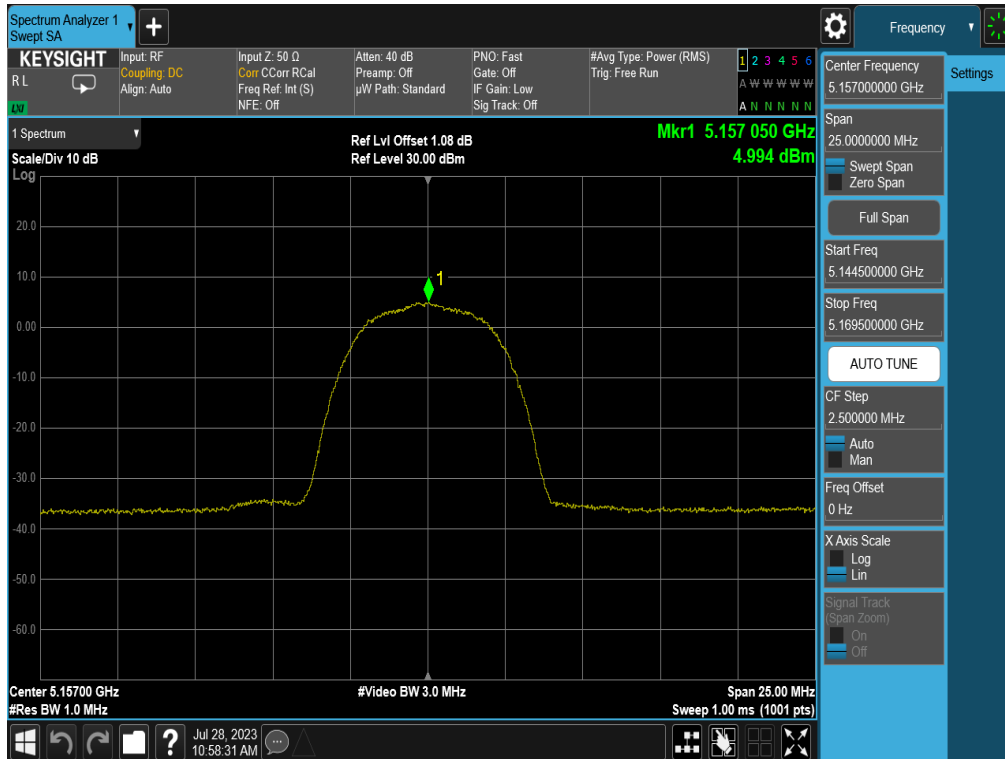 Spectrum Analyzer 1
Swept SA
+
Frequency
KEYSIGHT
R L
LXI
Input: RF
Coupling: DC
Align: Auto
Input Z: 50 Ω
Corr CCorr RCal
Freq Ref: Int (S)
NFE: Off
Atten: 40 dB
Preamp: Off
µW Path: Standard
PNO: Fast
Gate: Off
IF Gain: Low
Sig Track: Off
#Avg Type: Power (RMS)
Trig: Free Run
1 2 3 4 5 6
A W W W W W
A N N N N N
1 Spectrum
Scale/Div 10 dB
Log
Ref Lvl Offset 1.08 dB
Ref Level 30.00 dBm
Mkr1 5.157 050 GHz
4.994 dBm
20.0
10.0
0.00
-10.0
-20.0
-30.0
-40.0
-50.0
-60.0
1
Center 5.15700 GHz
#Res BW 1.0 MHz
#Video BW 3.0 MHz
Span 25.00 MHz
Sweep 1.00 ms (1001 pts)
Center Frequency
5.157000000 GHz
Settings
Span
25.0000000 MHz
Swept Span
Zero Span
Full Span
Start Freq
5.144500000 GHz
Stop Freq
5.169500000 GHz
AUTO TUNE
CF Step
2.500000 MHz
Auto
Man
Freq Offset
0 Hz
X Axis Scale
Log
Lin
Signal Track
(Span Zoom)
On
Off
?
Jul 28, 2023
10:58:31 AM